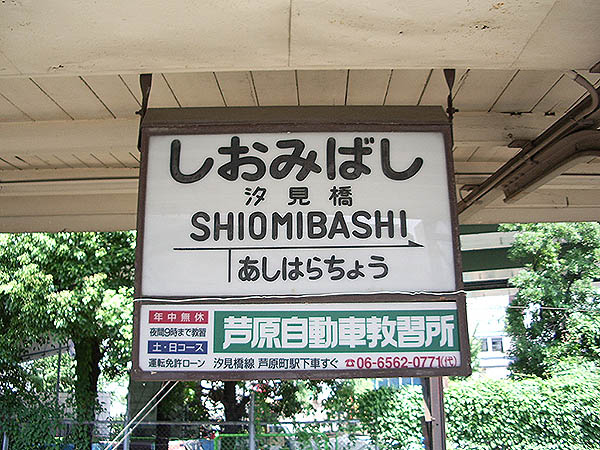 しおみばし
汐見橋
SHIOMIBASHI
あしはらちょう
年中無休
夜間9時まで教習
土・日コース
運転免許ローン
芦原自動車教習所
汐見橋線 芦原町駅下車すぐ ☎06-6562-0771(代)